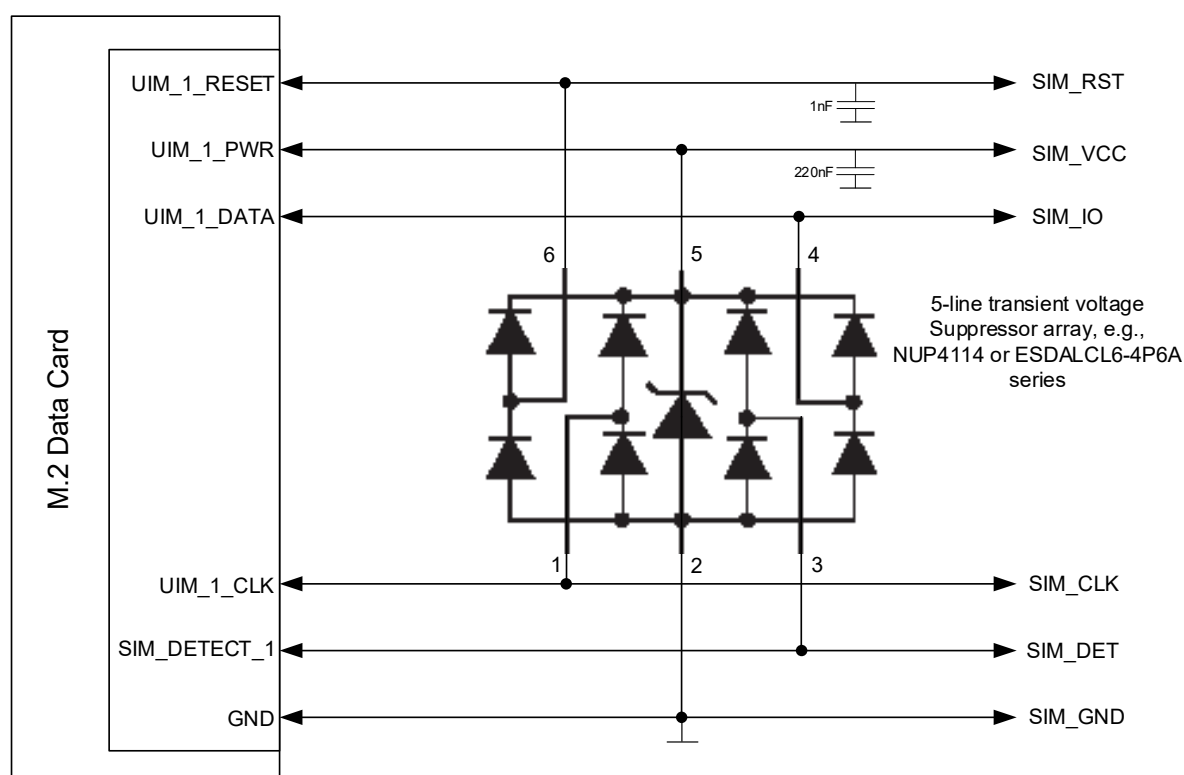 UIM_1_RESET
SIM_RST
1nF
UIM_1_PWR
SIM_VCC
220nF
UIM_1_DATA
SIM_IO
6
5
4
5-line transient voltage
Suppressor array, e.g.,
NUP4114 or ESDALCL6-4P6A
series
M.2 Data Card
1
2
3
UIM_1_CLK
SIM_CLK
SIM_DETECT_1
SIM_DET
GND
SIM_GND